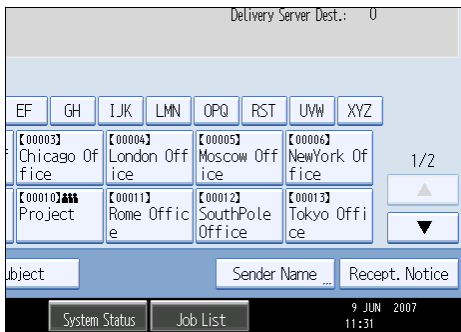 Delivery Server Dest.: 0
EF GH IJK LMN OPQ RST UVW XYZ
【00003】 【00004】 【00005】 【00006】
Chicago Of London Off Moscow Off NewYork Of
fice ice ice fice
1/2
【00010】 【00011】 【00012】 【00013】
Project Rome Offic SouthPole Tokyo Offi
e Office ce
▲
▼
ubject Sender Name ... Recept. Notice
System Status Job List 9 JUN 2007
11:31